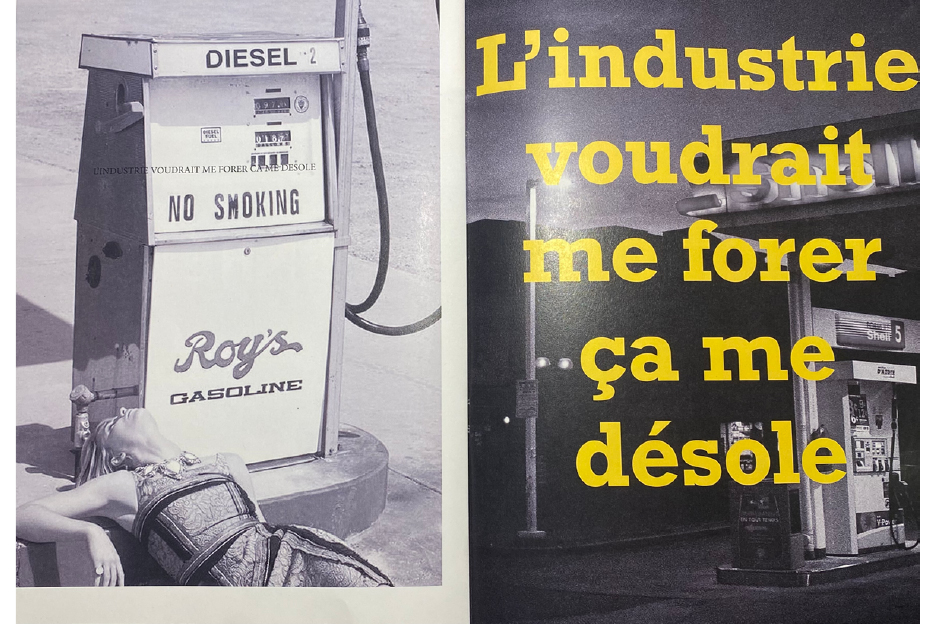 DIESEL 2
DIESEL
FUEL
L'INDUSTRIE VOUDRAIT ME FORER ÇA ME DÉSOLE
NO SMOKING
Roy's
GASOLINE
L'industrie
voudrait
me forer
ça me
désole
Shell 5
V-Power